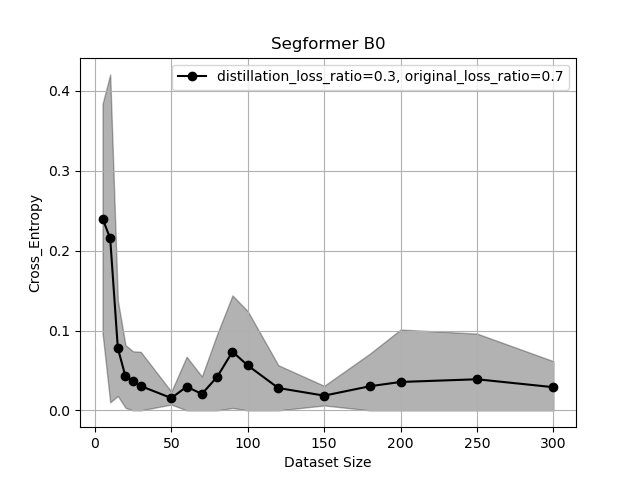 Segformer B0
distillation_loss_ratio=0.3, original_loss_ratio=0.7
Cross_Entropy
0.4
0.3
0.2
0.1
0.0
0 50 100 150 200 250 300
Dataset Size